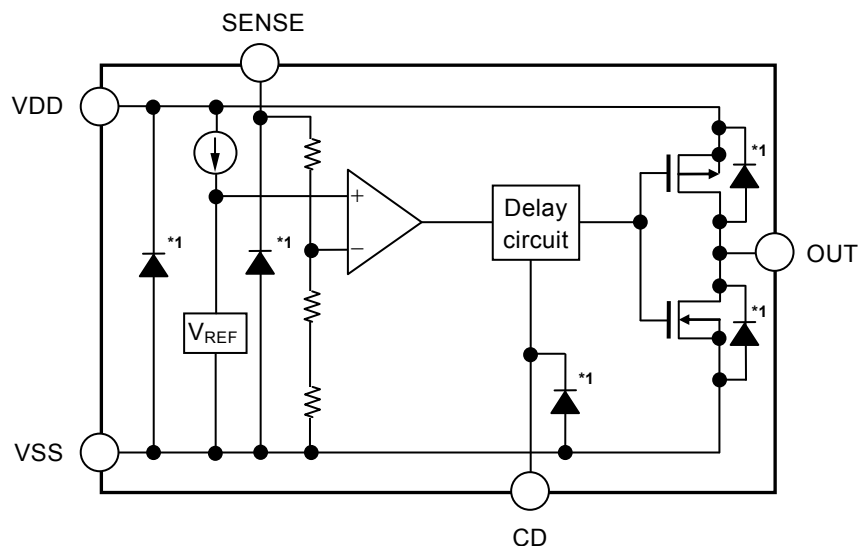 SENSE
VDD
*1
*1
*1
+
−
Delay
circuit
OUT
VREF
*1
*1
VSS
CD